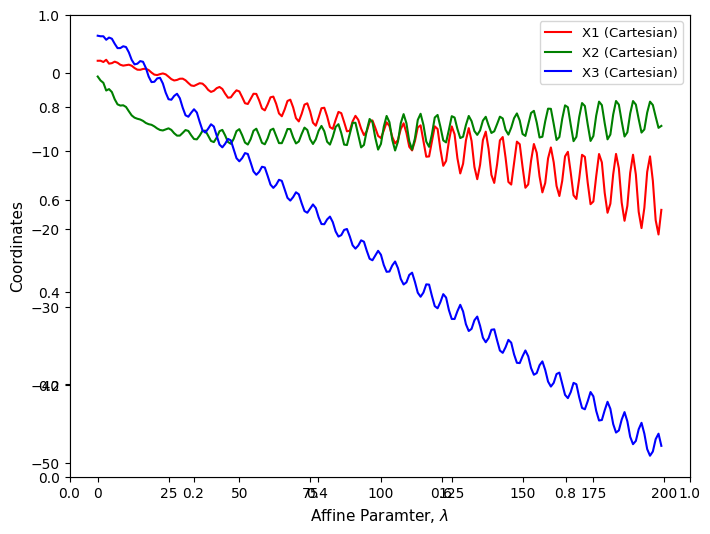 1.0
X1 (Cartesian)
X2 (Cartesian)
X3 (Cartesian)
0
0.8
−10
0.6
−20
Coordinates
0.4
−30
−40
0.2
−50
0.0
0.0 0 25 0.2 50 75 0.4 100 0.6 125 150 0.8 175 200 1.0
Affine Paramter, λ